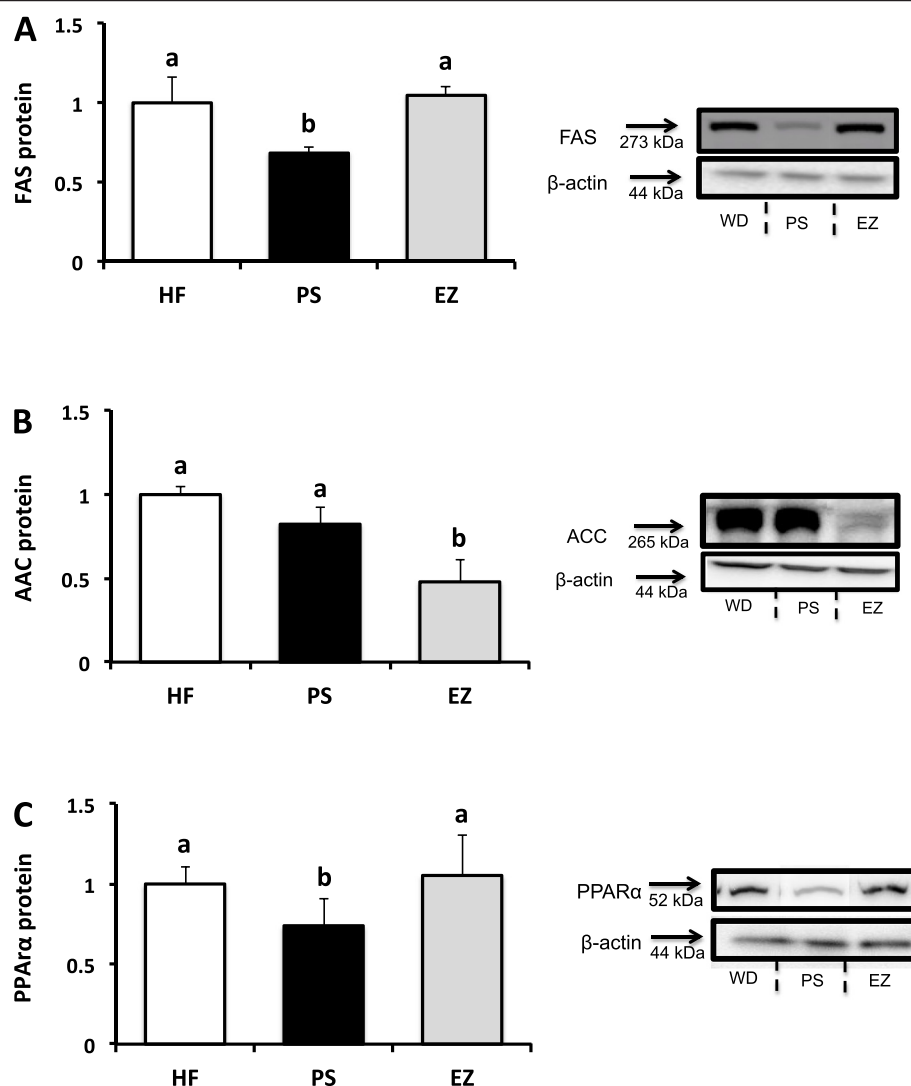 A
FAS protein
1.5
1
0.5
0
a
b
a
HF PS EZ
FAS 273 kDa
β-actin 44 kDa
WD PS EZ
B
AAC protein
1.5
1
0.5
0
a
a
b
HF PS EZ
ACC 265 kDa
β-actin 44 kDa
WD PS EZ
C
PPArα protein
1.5
1
0.5
0
a
b
a
HF PS EZ
PPARα 52 kDa
β-actin 44 kDa
WD PS EZ